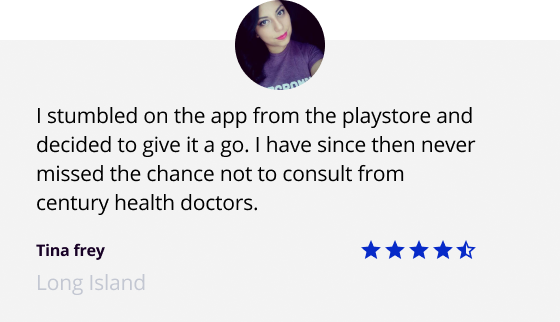 I stumbled on the app from the playstore and
decided to give it a go. I have since then never
missed the chance not to consult from
century health doctors.
Tina frey
Long Island